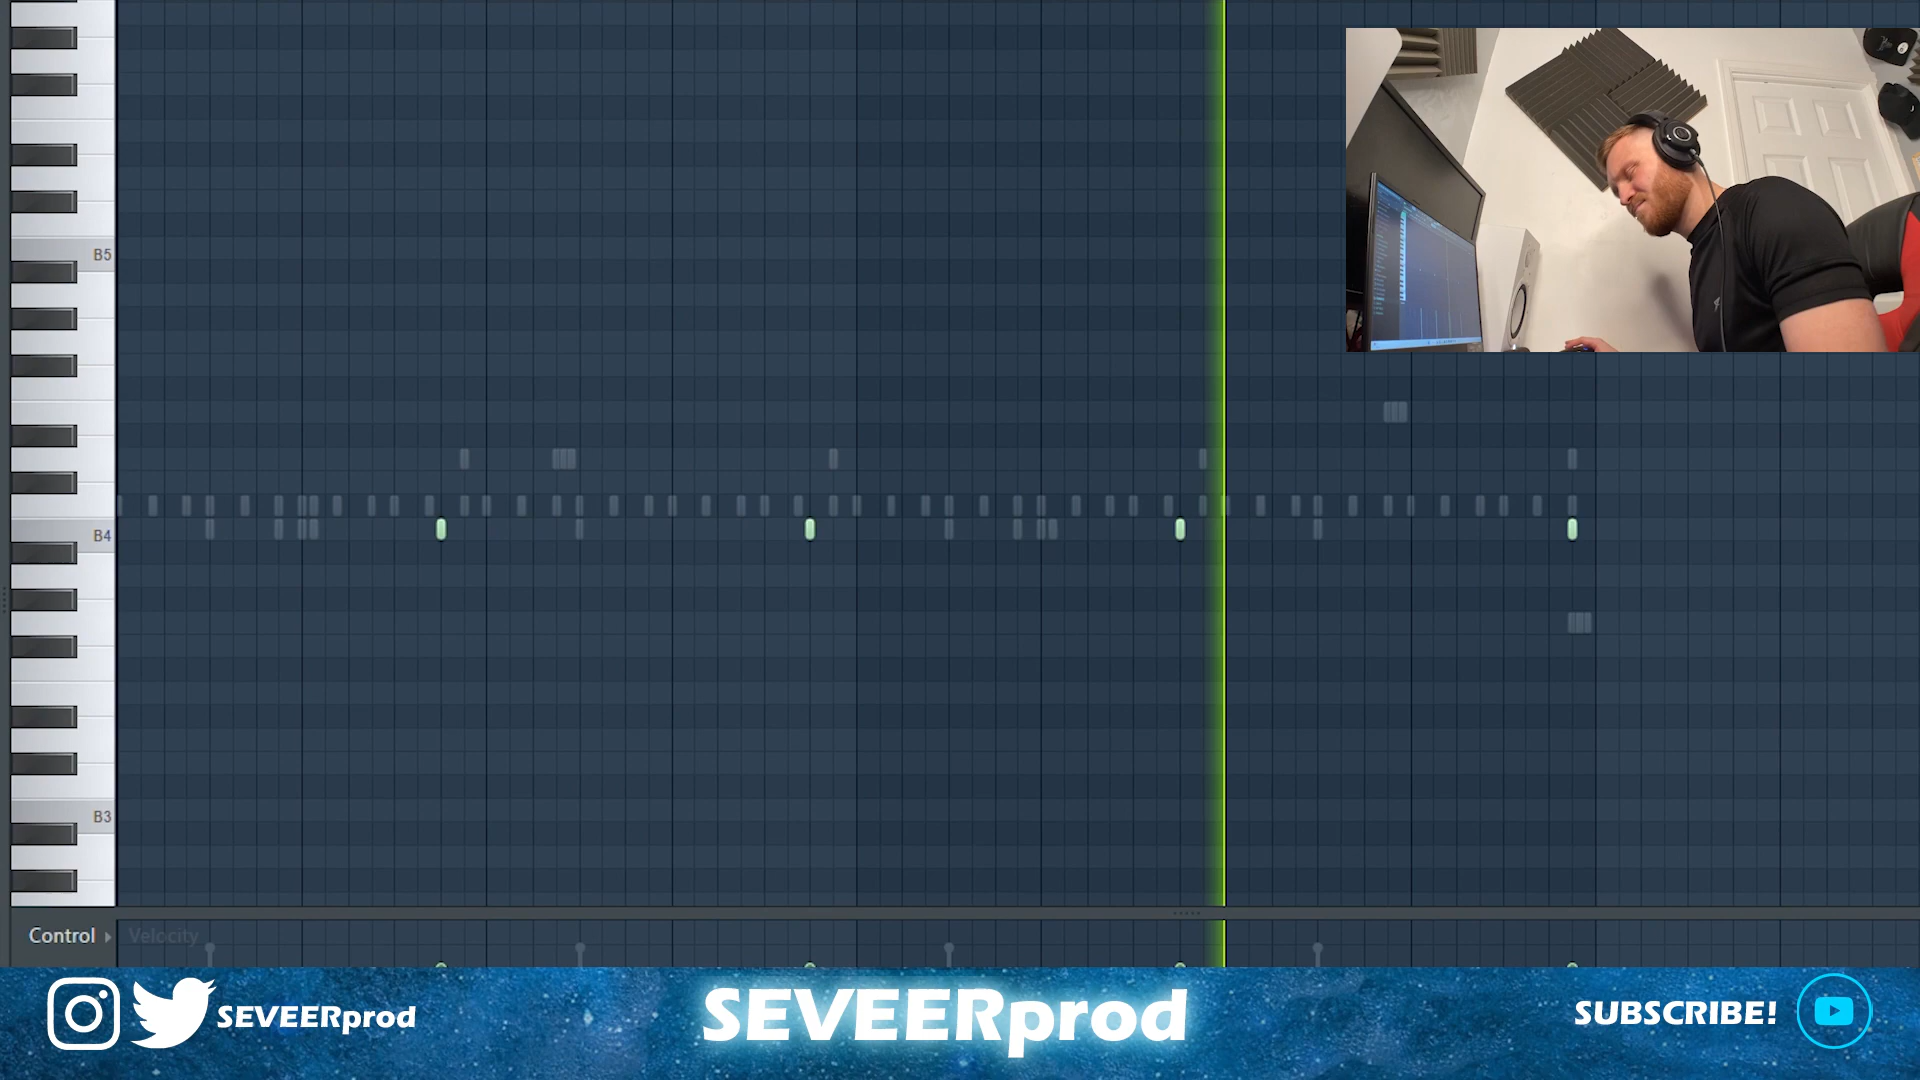 B5
B4
B3
Control
Velocity
SEVEERprod
SEVEERprod
SUBSCRIBE!